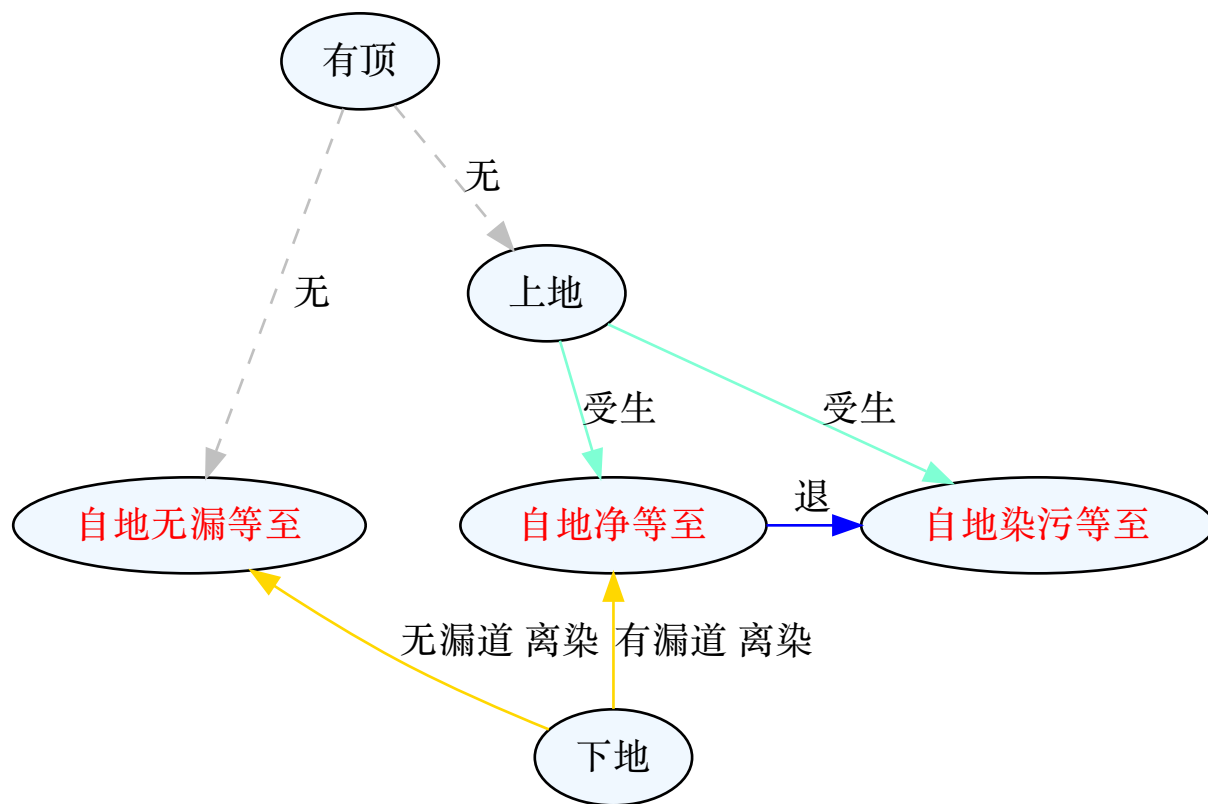 有顶
无
无
上地
受生
受生
自地无漏等至
自地净等至
退
自地染污等至
无漏道 离染
有漏道 离染
下地